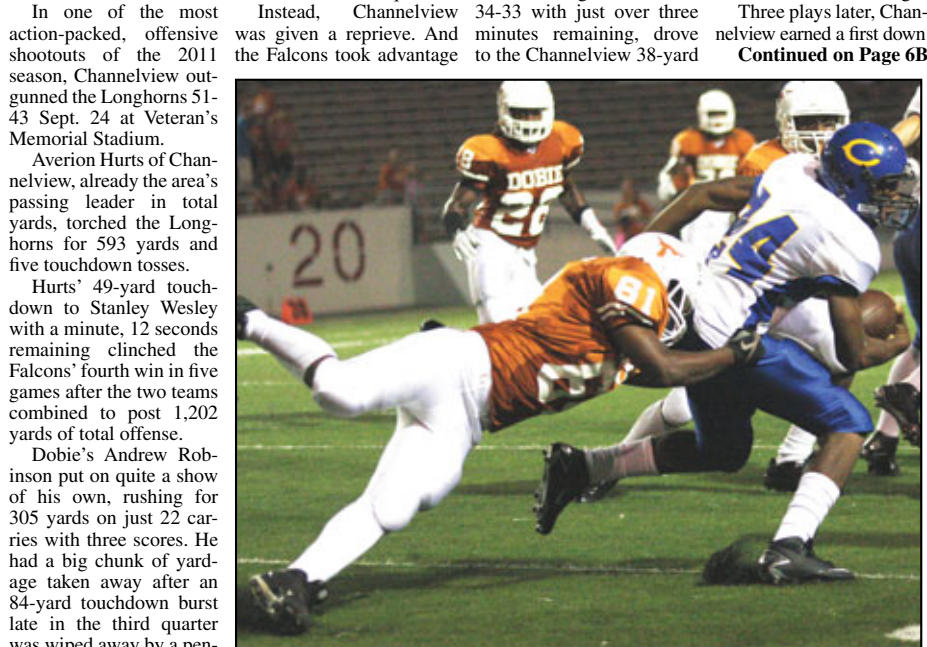 In one of the most
action-packed, offensive
shootouts of the 2011
season, Channelview out-
gunned the Longhorns 51-
43 Sept. 24 at Veteran's
Memorial Stadium.
Averion Hurts of Chan-
nelview, already the area's
passing leader in total
yards, torched the Long-
horns for 593 yards and
five touchdown tosses.
Hurts' 49-yard touch-
down to Stanley Wesley
with a minute, 12 seconds
remaining clinched the
Falcons' fourth win in five
games after the two teams
combined to post 1,202
yards of total offense.
Dobie's Andrew Rob-
inson put on quite a show
of his own, rushing for
305 yards on just 22 car-
ries with three scores. He
had a big chunk of yard-
age taken away after an
84-yard touchdown burst
late in the third quarter
was wiped away by a pen-
Instead, Channelview
was given a reprieve. And
the Falcons took advantage
34-33 with just over three
minutes remaining, drove
to the Channelview 38-yard
Three plays later, Chan-
nelview earned a first down
Continued on Page 6B
20
DOBIE
28
81
24
C